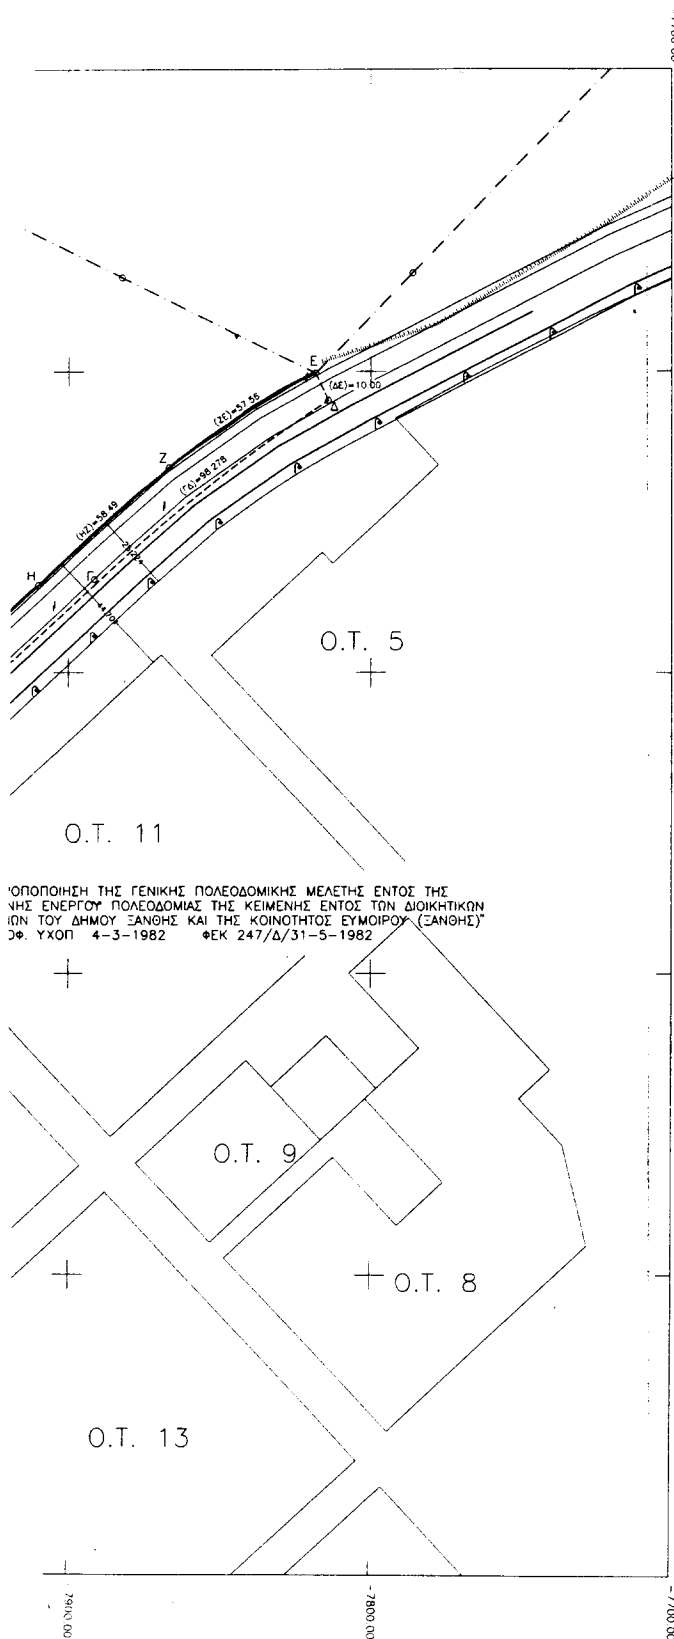 Ε
(ΔΕ)=10.00
Δ
(ΖΕ)=57.56
Ζ
(ΓΔ)=98.278
(ΗΖ)=58.49
Η
Γ
Ο.Τ. 5
Ο.Τ. 11
ΟΠΟΠΟΙΗΣΗ ΤΗΣ ΓΕΝΙΚΗΣ ΠΟΛΕΟΔΟΜΙΚΗΣ ΜΕΛΕΤΗΣ ΕΝΤΟΣ ΤΗΣ
ΝΗΣ ΕΝΕΡΓΟΥ ΠΟΛΕΟΔΟΜΙΑΣ ΤΗΣ ΚΕΙΜΕΝΗΣ ΕΝΤΟΣ ΤΩΝ ΔΙΟΙΚΗΤΙΚΩΝ
ΙΩΝ ΤΟΥ ΔΗΜΟΥ ΞΑΝΘΗΣ ΚΑΙ ΤΗΣ ΚΟΙΝΟΤΗΤΟΣ ΕΥΜΟΙΡΟΥ (ΞΑΝΘΗΣ)"
ΟΦ. ΥΧΟΠ 4-3-1982 ΦΕΚ 247/Δ/31-5-1982
Ο.Τ. 9
Ο.Τ. 8
Ο.Τ. 13
-7900.00
-7800.00
-7700.00